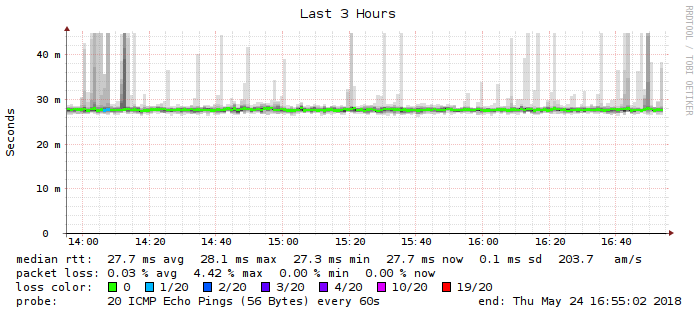 Last 3 Hours
RRDTOOL / TOBI OETIKER
Seconds
40 m
30 m
20 m
10 m
0
14:00 14:20 14:40 15:00 15:20 15:40 16:00 16:20 16:40
median rtt: 27.7 ms avg 28.1 ms max 27.3 ms min 27.7 ms now 0.1 ms sd 203.7 am/s
packet loss: 0.03 % avg 4.42 % max 0.00 % min 0.00 % now
loss color: 0 1/20 2/20 3/20 4/20 10/20 19/20
probe: 20 ICMP Echo Pings (56 Bytes) every 60s end: Thu May 24 16:55:02 2018